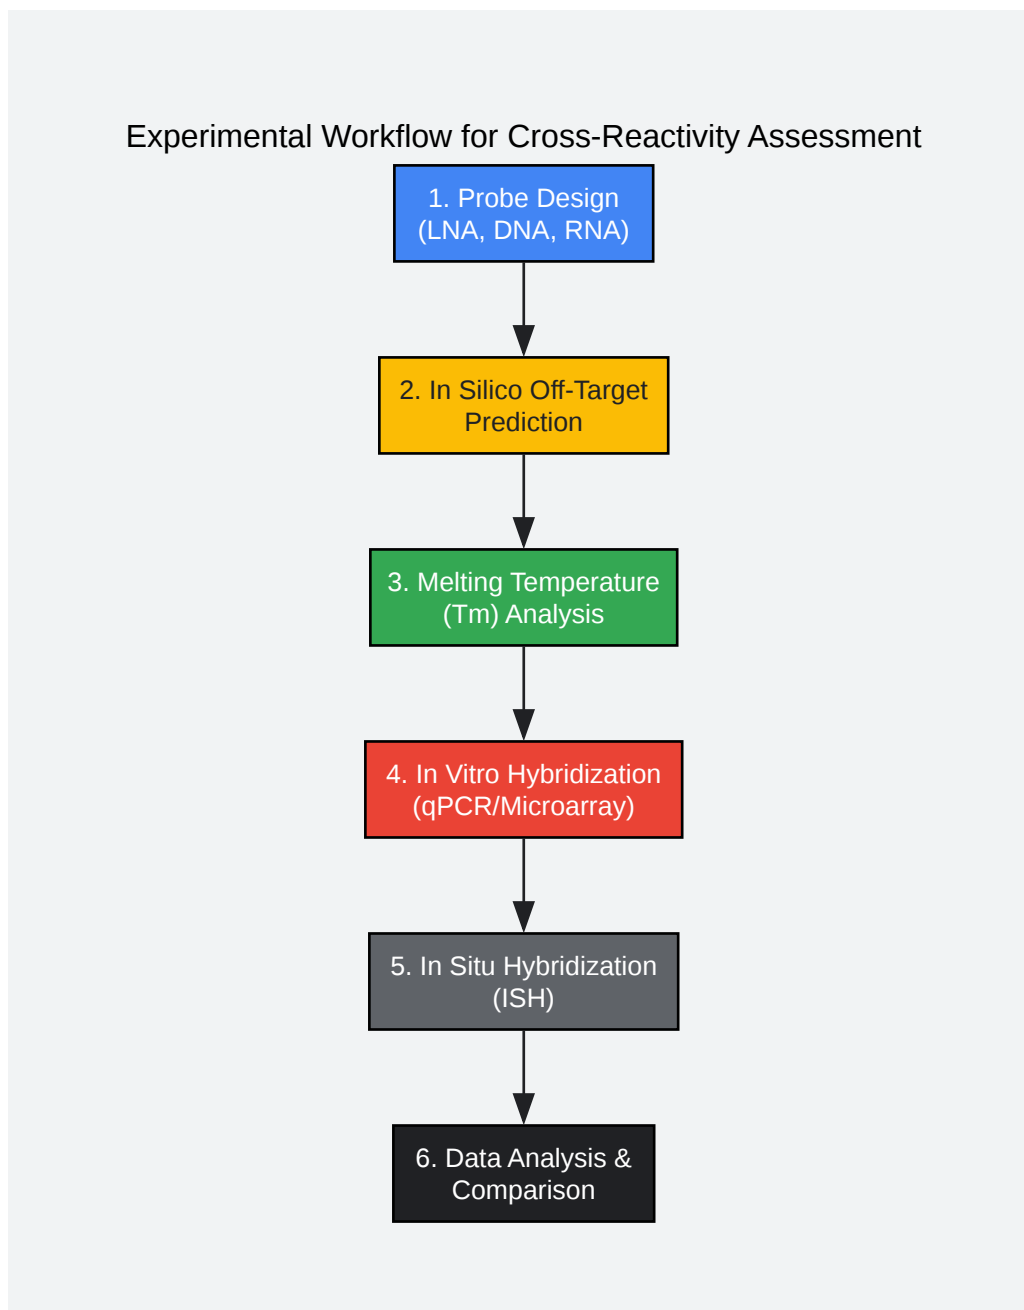 Experimental Workflow for Cross-Reactivity Assessment
1. Probe Design
(LNA, DNA, RNA)
2. In Silico Off-Target
Prediction
3. Melting Temperature
(Tm) Analysis
4. In Vitro Hybridization
(qPCR/Microarray)
5. In Situ Hybridization
(ISH)
6. Data Analysis &
Comparison